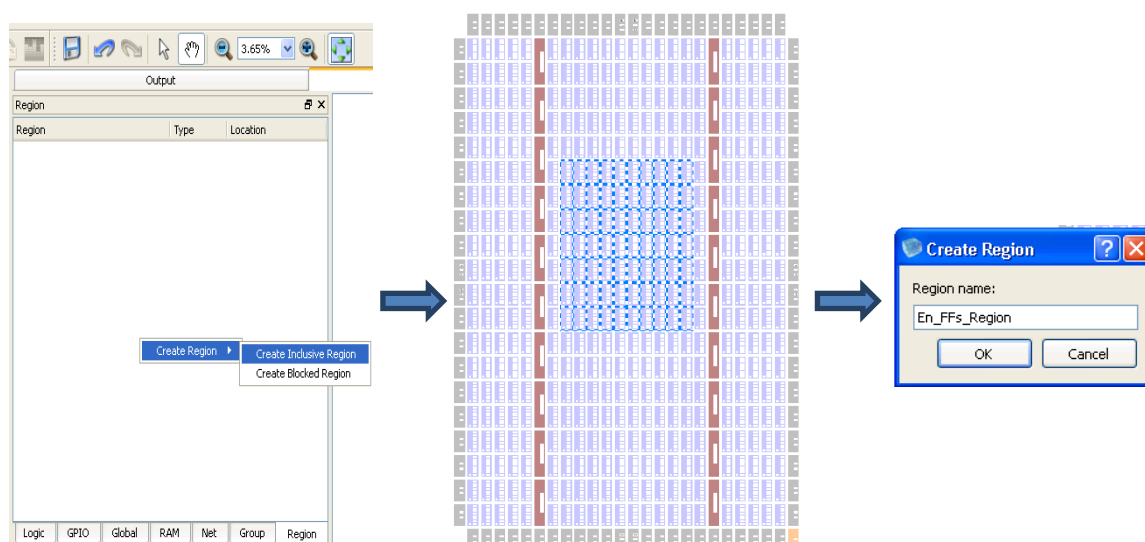 3.65%
Output
Region
Region Type Location
Create Region
Create Inclusive Region
Create Blocked Region
Logic GPIO Global RAM Net Group Region
Create Region
Region name:
En_FFs_Region
OK Cancel